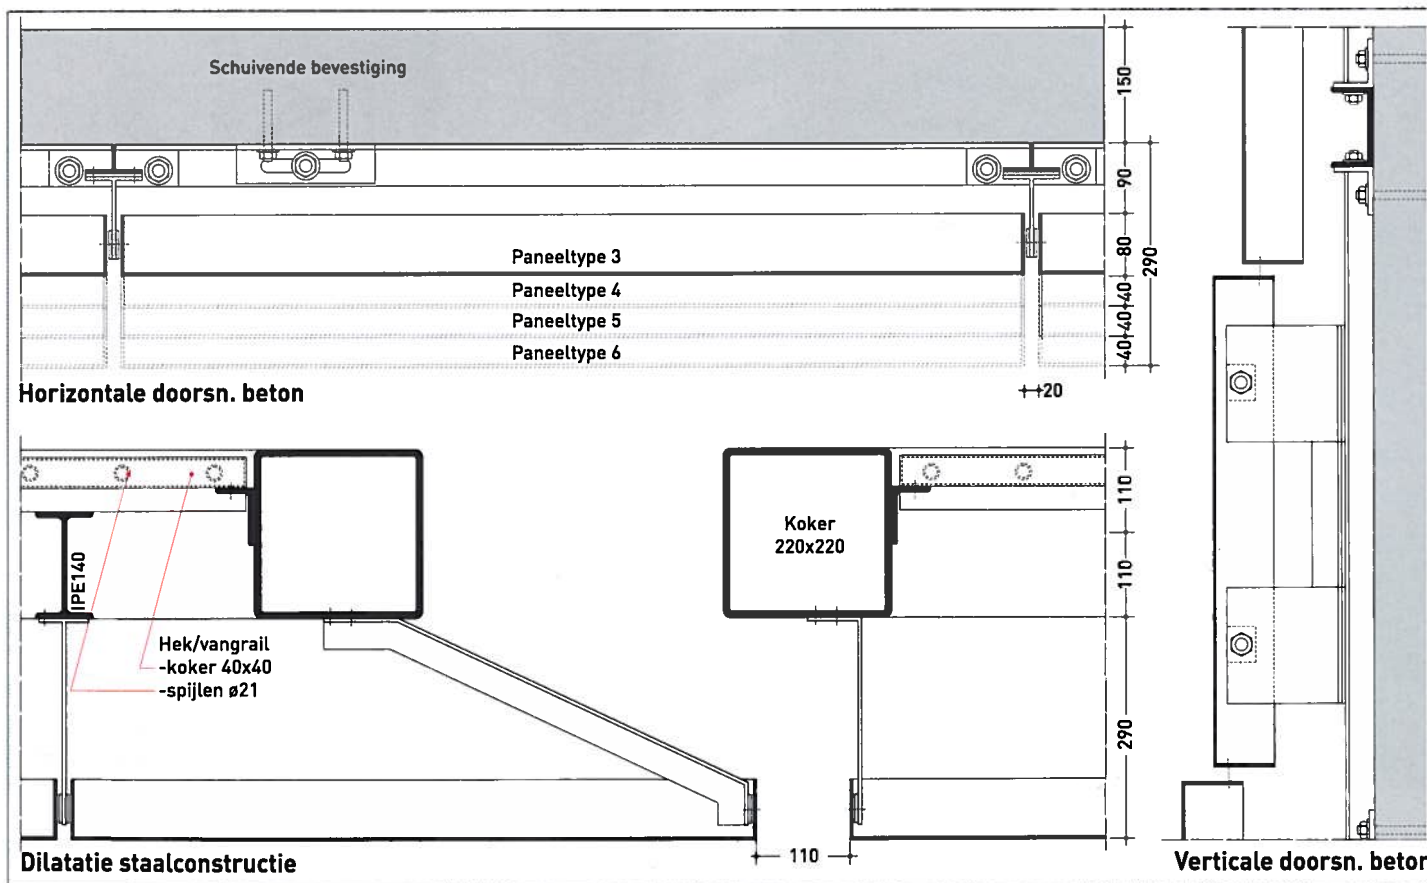 Schuivende bevestiging
150
90
80
290
40
40
40
Paneeltype 3
Paneeltype 4
Paneeltype 5
Paneeltype 6
Horizontale doorsn. beton
20
IPE140
Koker
220x220
110
110
290
Hek/vangrail
-koker 40x40
-spijlen ø21
110
Dilatatie staalconstructie
Verticale doorsn. beton